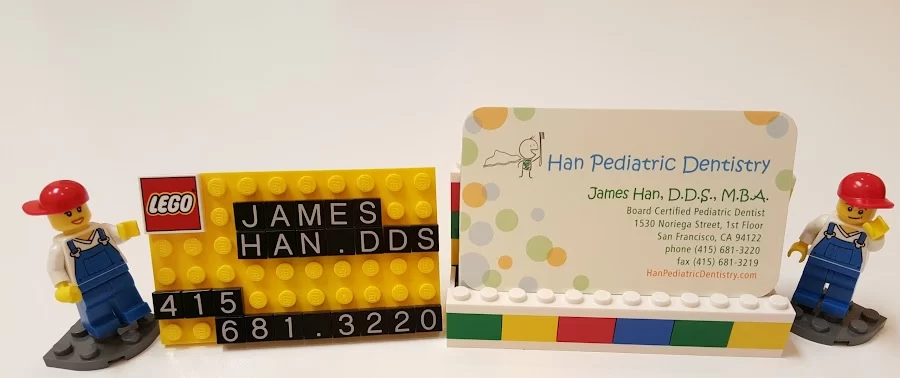 LEGO
JAMES
HAN.DDS
415
681.3220
Han Pediatric Dentistry
James Han, D.D.S., M.B.A.
Board Certified Pediatric Dentist
1530 Noriega Street, 1st Floor
San Francisco, CA 94122
phone (415) 681-3220
fax (415) 681-3219
HanPediatricDentistry.com